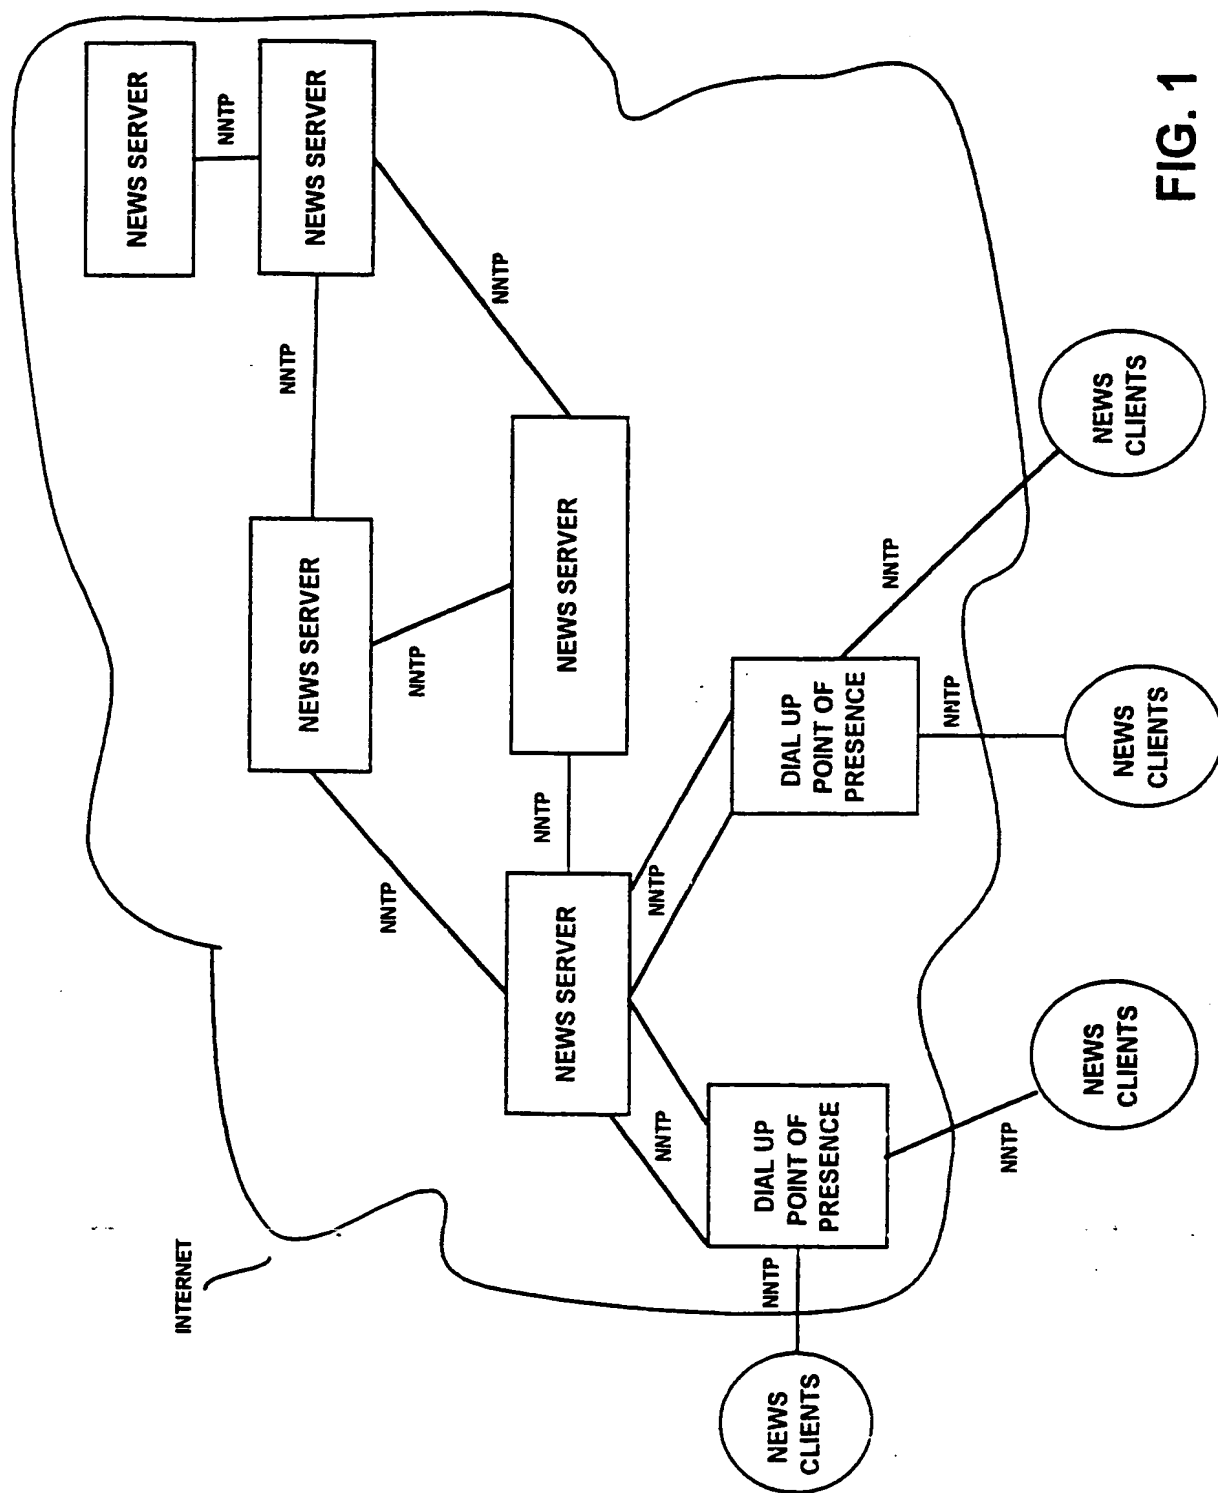 NEWS SERVER
INTERNET
NNTP
NNTP
NEWS SERVER
NEWS SERVER
NNTP
NNTP
NNTP
NNTP
NEWS SERVER
NEWS SERVER
NNTP
NNTP
NEWS
CLIENTS
NNTP
DIAL UP
POINT OF
PRESENCE
DIAL UP
POINT OF
PRESENCE
NNTP
NNTP
NNTP
NEWS
CLIENTS
NEWS
CLIENTS
NEWS
CLIENTS
FIG. 1